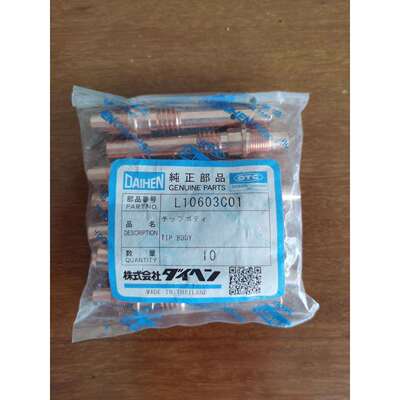 DAIHEN 純正部品 OTC
GENUINE PARTS
部品番号
PART NO. L10603C01
品名 チップボディ
DESCRIPTION TIP BODY
数量
QUANTITY 10
株式会社ダイヘン
MADE IN THAILAND